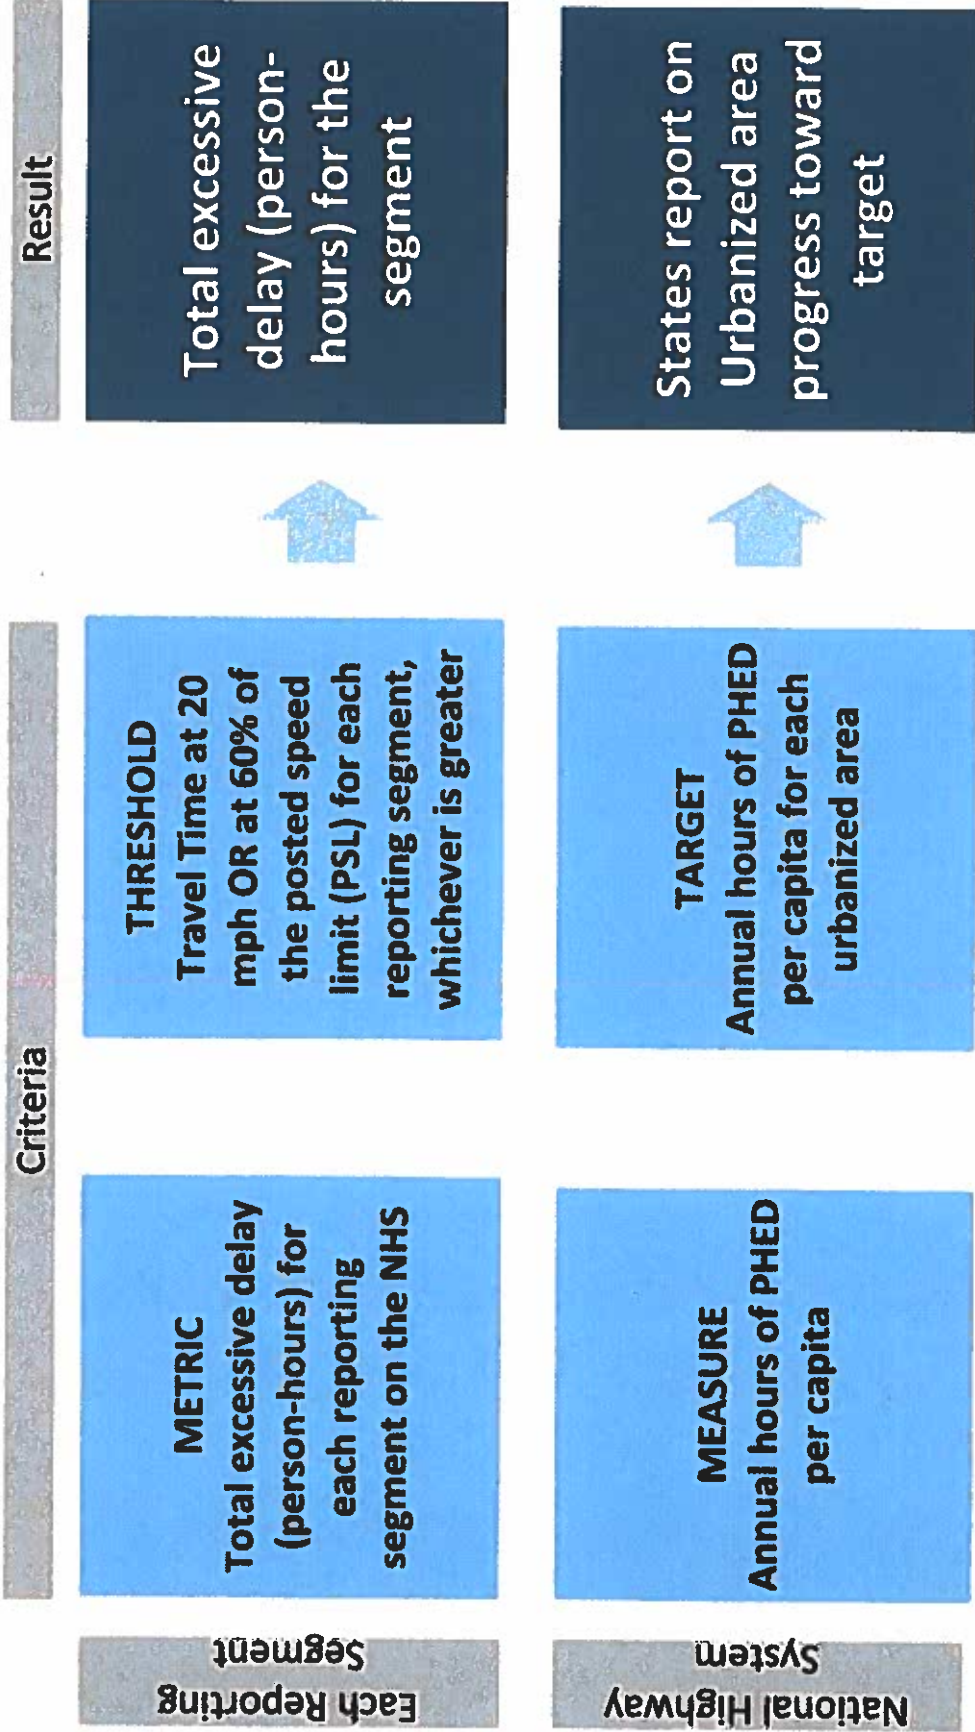 Criteria
Result
Each Reporting
Segment
METRIC
Total excessive delay
(person-hours) for
each reporting
segment on the NHS
THRESHOLD
Travel Time at 20
mph OR at 60% of
the posted speed
limit (PSL) for each
reporting segment,
whichever is greater
Total excessive
delay (person-
hours) for the
segment
National Highway
System
MEASURE
Annual hours of PHED
per capita
TARGET
Annual hours of PHED
per capita for each
urbanized area
States report on
Urbanized area
progress toward
target